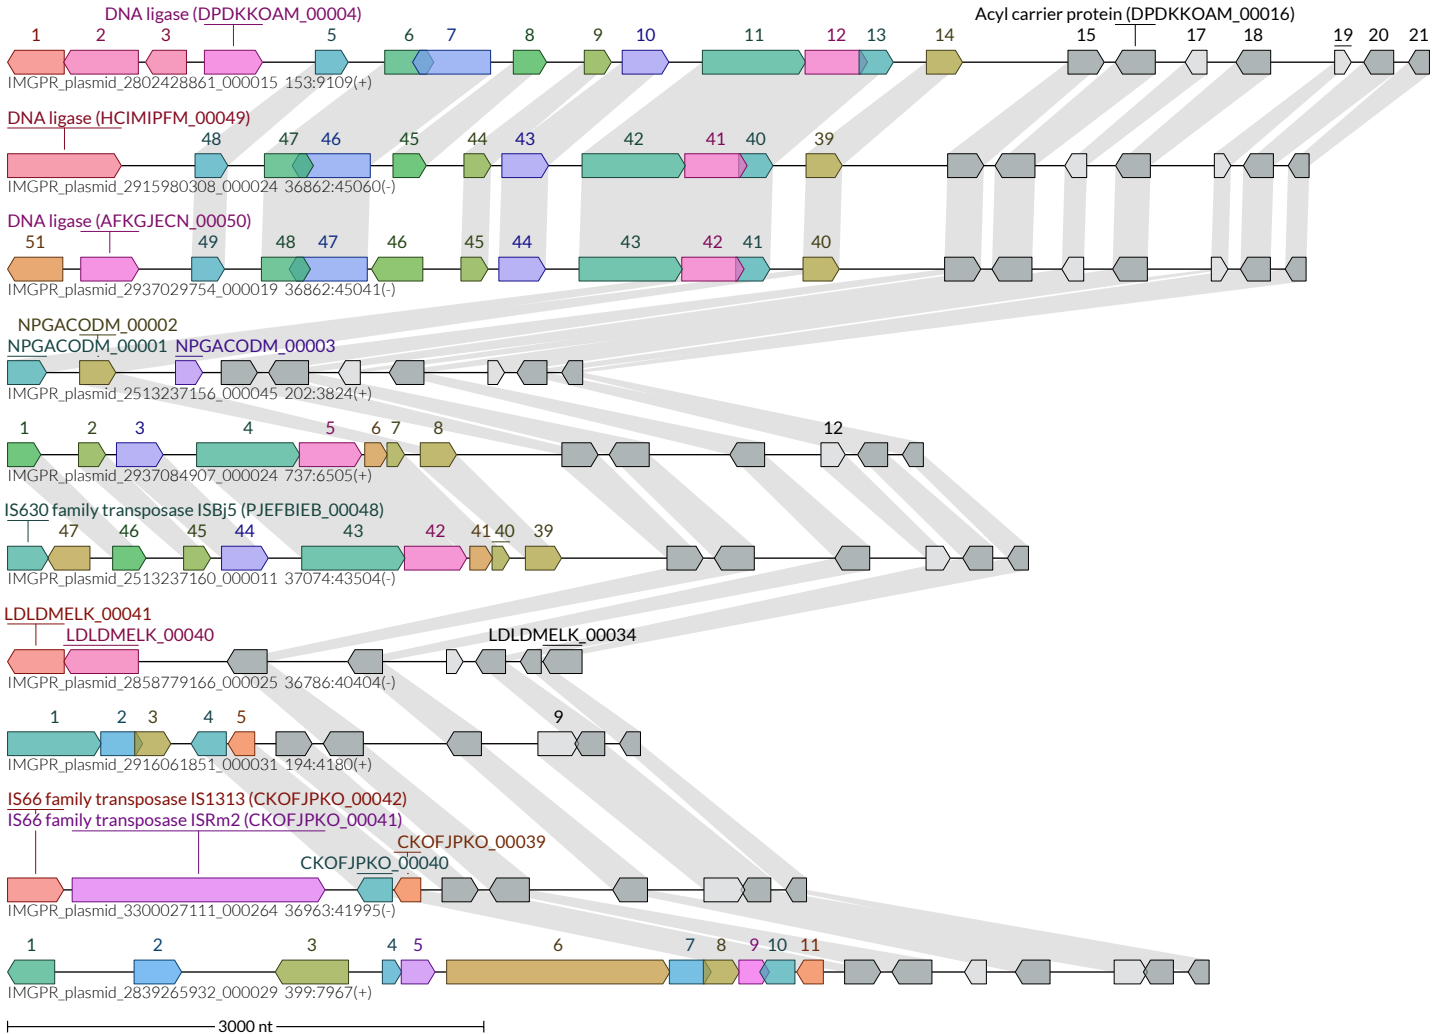 DNA ligase (DPDKKOAM_00004) Acyl carrier protein (DPDKKOAM_00016)
1 2 3 5 6 7 8 9 10 11 12 13 14 15 17 18 19 20 21
IMGPR_plasmid_2802428861_000015 153:9109(+)
DNA ligase (HCIMIPFM_00049)
48 47 46 45 44 43 42 41 40 39
IMGPR_plasmid_2915980308_000024 36862:45060(-)
DNA ligase (AFKGJECN_00050)
51 49 48 47 46 45 44 43 42 41 40
IMGPR_plasmid_2937029754_000019 36862:45041(-)
NPGACODM_00002
NPGACODM_00001 NPGACODM_00003
IMGPR_plasmid_2513237156_000045 202:3824(+)
1 2 3 4 5 6 7 8 12
IMGPR_plasmid_2937084907_000024 737:6505(+)
IS630 family transposase ISBj5 (PJEFBIEB_00048)
47 46 45 44 43 42 41 40 39
IMGPR_plasmid_2513237160_000011 37074:43504(-)
LDLDMELK_00041
LDLDMELK_00040 LDLDMELK_00034
IMGPR_plasmid_2858779166_000025 36786:40404(-)
1 2 3 4 5 9
IMGPR_plasmid_2916061851_000031 194:4180(+)
IS66 family transposase IS1313 (CKOFJPKO_00042)
IS66 family transposase ISRm2 (CKOFJPKO_00041)
CKOFJPKO_00039
CKOFJPKO_00040
IMGPR_plasmid_3300027111_000264 36963:41995(-)
1 2 3 4 5 6 7 8 9 10 11
IMGPR_plasmid_2839265932_000029 399:7967(+)
3000 nt